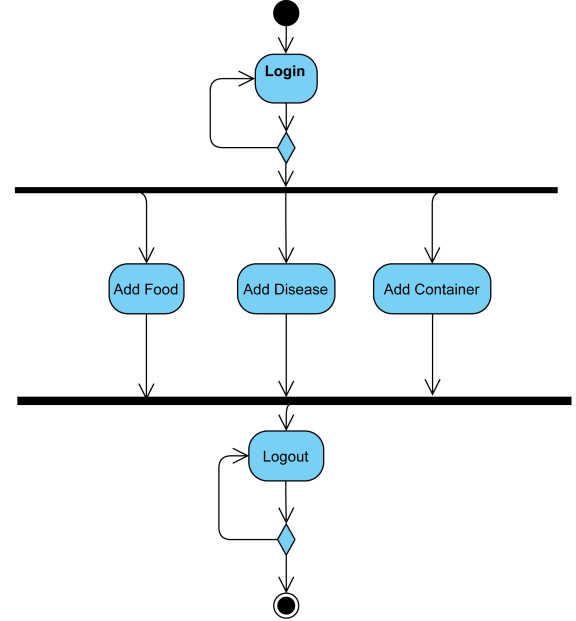 Login
Add Food
Add Disease
Add Container
Logout